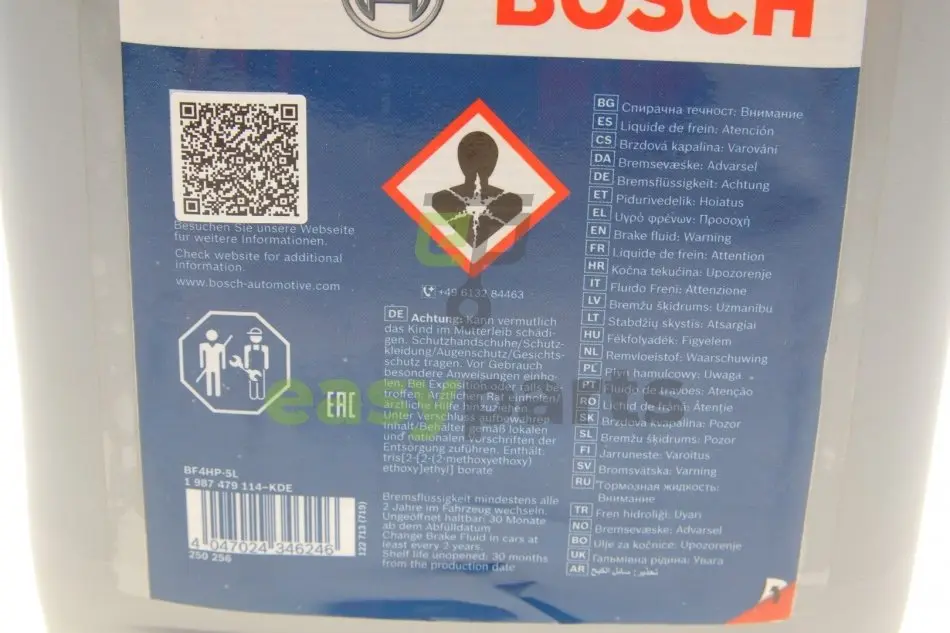 BOSCH
Besuchen Sie unsere Webseite
für weitere Informationen.
Check website for additional
information.
www.bosch-automotive.com
EAC
BF4HP-5L
1 987 479 114-KDE
4 047024 346246
250 256
122 713 (719)
+49 6132 84463
DE Achtung: Kann vermutlich
das Kind im Mutterleib schädi-
gen. Schutzhandschuhe/Schutz-
kleidung/Augenschutz/Gesichts-
schutz tragen. Vor Gebrauch
besondere Anweisungen einho-
len. Bei Exposition oder falls be-
troffen: Ärztlichen Rat einholen/
ärztliche Hilfe hinzuziehen.
Unter Verschluss aufbewahren.
Inhalt/Behälter gemäß lokalen
und nationalen Vorschriften der
Entsorgung zuführen. Enthält:
tris[2-[2-(2-methoxyethoxy)
ethoxy]ethyl] borate
Bremsflüssigkeit mindestens alle
2 Jahre im Fahrzeug wechseln.
Ungeöffnet haltbar: 30 Monate
ab dem Abfülldatum
Change Brake Fluid in cars at
least every 2 years.
Shelf life unopened: 30 months
from the production date
BG Спирачна течност: Внимание
ES Liquide de frein: Atención
CS Brzdová kapalina: Varování
DA Bremsevæske: Advarsel
DE Bremsflüssigkeit: Achtung
ET Pidurivedelik: Hoiatus
EL Υγρό φρένων: Προσοχή
EN Brake fluid: Warning
FR Liquide de frein: Attention
HR Kočna tekućina: Upozorenje
IT Fluido Freni: Attenzione
LV Bremžu šķidrums: Uzmanību
LT Stabdžių skystis: Atsargiai
HU Fékfolyadék: Figyelem
NL Remvloeistof: Waarschuwing
PL Płyn hamulcowy: Uwaga
PT Fluido de travões: Atenção
RO Lichid de frână: Atenţie
SK Brzdová kvapalina: Pozor
SL Bremžu šķidrums: Pozor
FI Jarruneste: Varoitus
SV Bromsvätska: Varning
RU Тормозная жидкость:
Внимание
TR Fren hidroliği: Uyari
NO Bremsevæske: Advarsel
BO Ulje za kočnice: Upozorenje
UK Гальмівна рідина: Увага
AR تحذير: سائل الكبح
easyparts